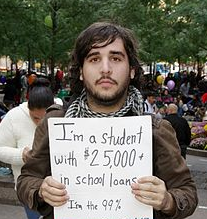 I'm a student
with $25,000+
in school loans
I'm the 99%